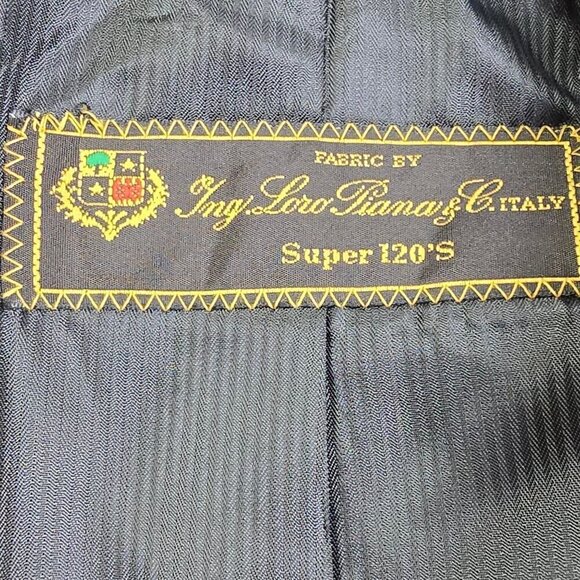 FABRIC BY
Ing. Loro Piana & C. ITALY
Super 120'S